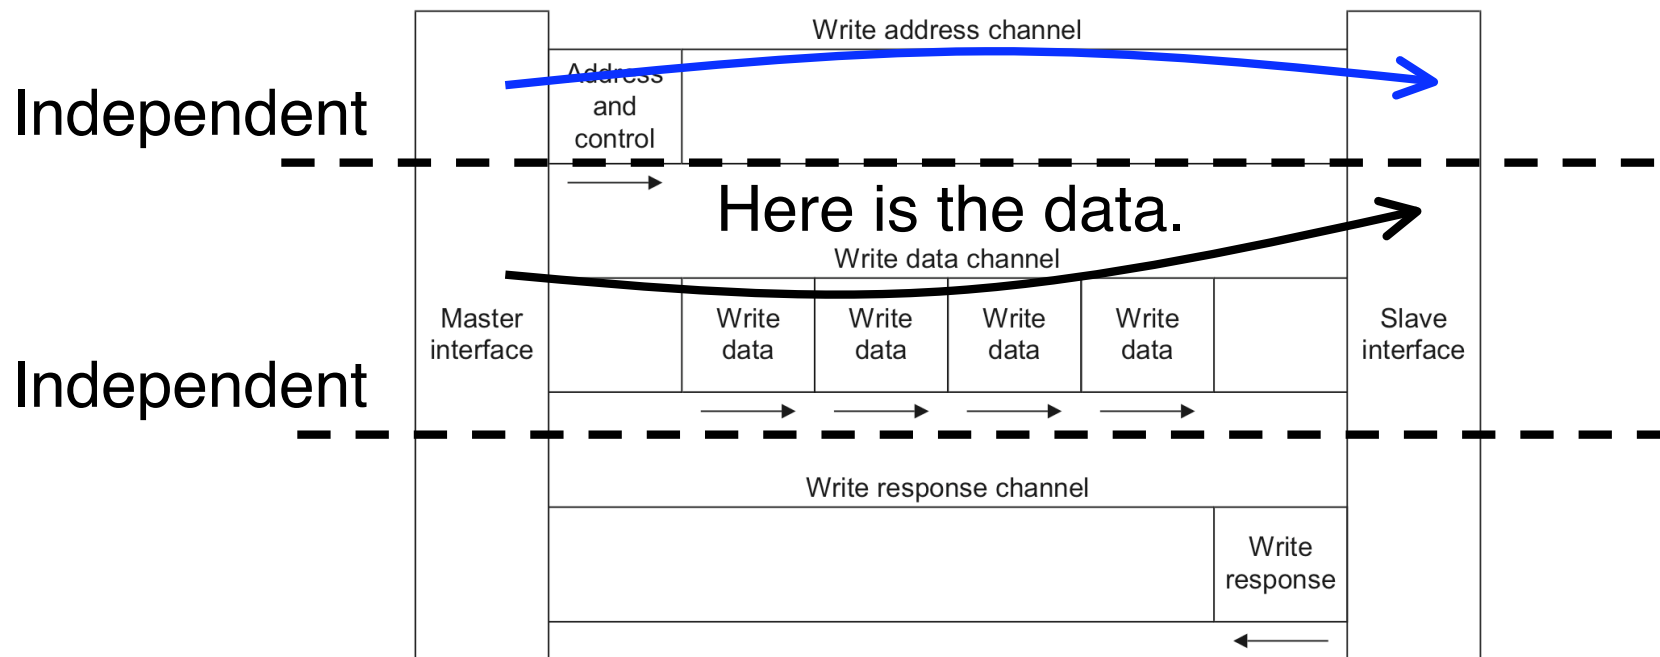 Write address channel
Address
and
control
Independent
Here is the data.
Write data channel
Master
interface
Write
data
Write
data
Write
data
Write
data
Slave
interface
Independent
Write response channel
Write
response